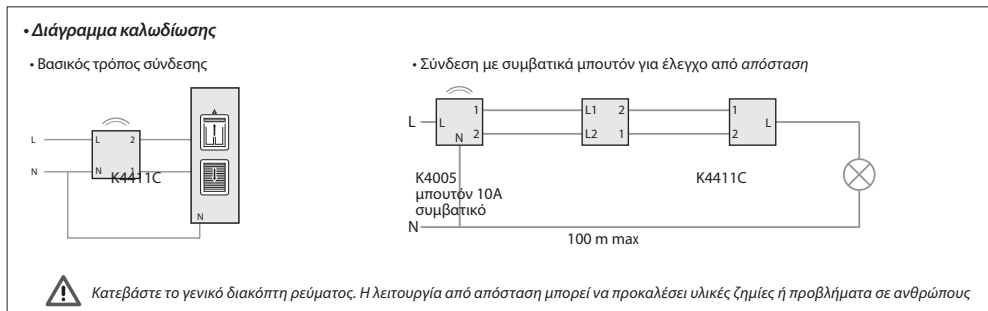 • Διάγραμμα καλωδίωσης
• Βασικός τρόπος σύνδεσης
L
L 2
N
N 1
K4411C
N
• Σύνδεση με συμβατικά μπουτόν για έλεγχο από απόσταση
L
L
1
N 2
L1 2
L2 1
1
2
L
K4005
μπουτόν 10A
συμβατικό
K4411C
N
100 m max
Κατεβάστε το γενικό διακόπτη ρεύματος. Η λειτουργία από απόσταση μπορεί να προκαλέσει υλικές ζημίες ή προβλήματα σε ανθρώπους